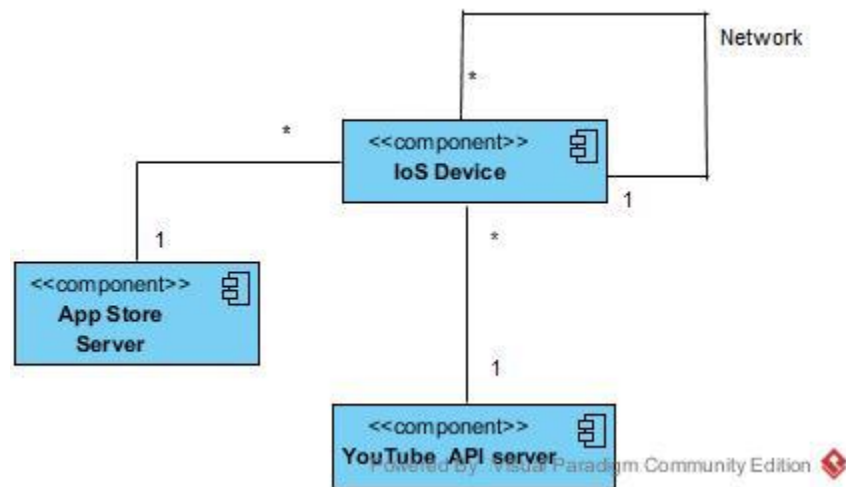 Network
*
<<component>>
IoS Device
*
1
1
*
<<component>>
App Store
Server
1
<<component>>
YouTube API server
Powered By Visual Paradigm Community Edition